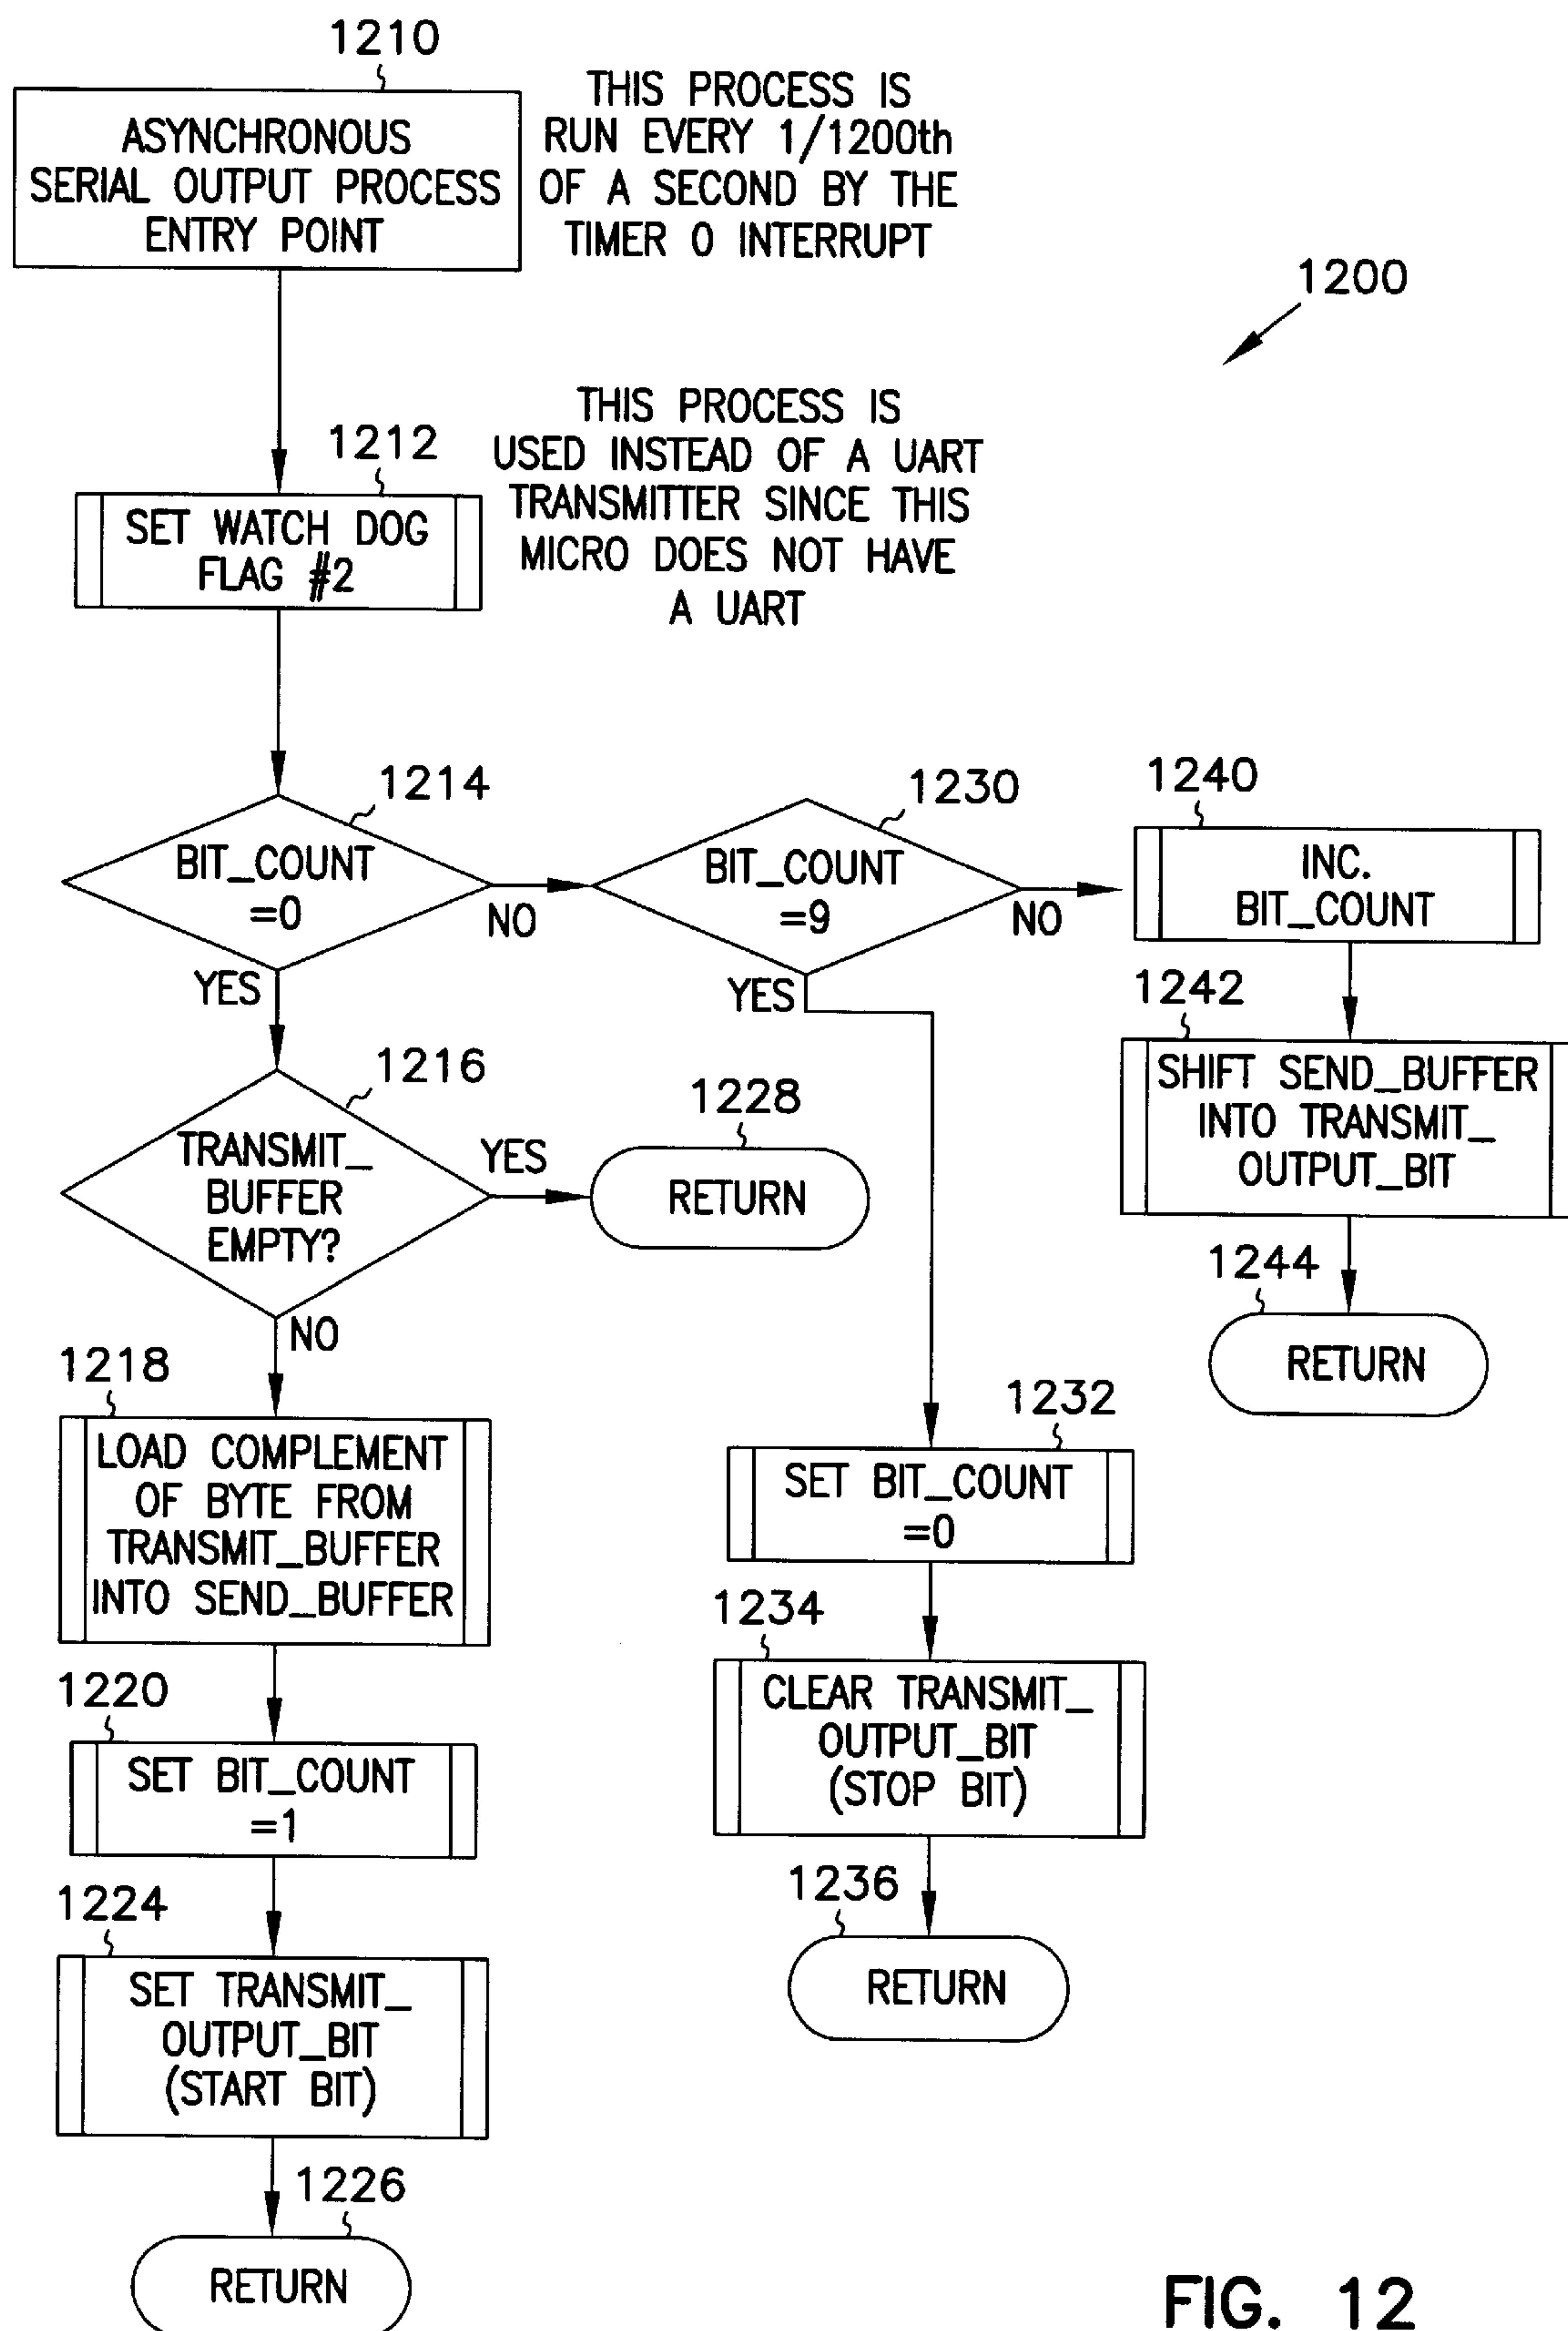 1210
ASYNCHRONOUS
SERIAL OUTPUT PROCESS
ENTRY POINT
THIS PROCESS IS
RUN EVERY 1/1200th
OF A SECOND BY THE
TIMER 0 INTERRUPT
1200
1212
SET WATCH DOG
FLAG #2
THIS PROCESS IS
USED INSTEAD OF A UART
TRANSMITTER SINCE THIS
MICRO DOES NOT HAVE
A UART
1214
BIT_COUNT
=0
NO
YES
1230
BIT_COUNT
=9
NO
YES
1240
INC.
BIT_COUNT
1242
SHIFT SEND_BUFFER
INTO TRANSMIT_
OUTPUT_BIT
1244
RETURN
1216
TRANSMIT_
BUFFER
EMPTY?
YES
NO
1228
RETURN
1218
LOAD COMPLEMENT
OF BYTE FROM
TRANSMIT_BUFFER
INTO SEND_BUFFER
1220
SET BIT_COUNT
=1
1224
SET TRANSMIT_
OUTPUT_BIT
(START BIT)
1226
RETURN
1232
SET BIT_COUNT
=0
1234
CLEAR TRANSMIT_
OUTPUT_BIT
(STOP BIT)
1236
RETURN
FIG. 12